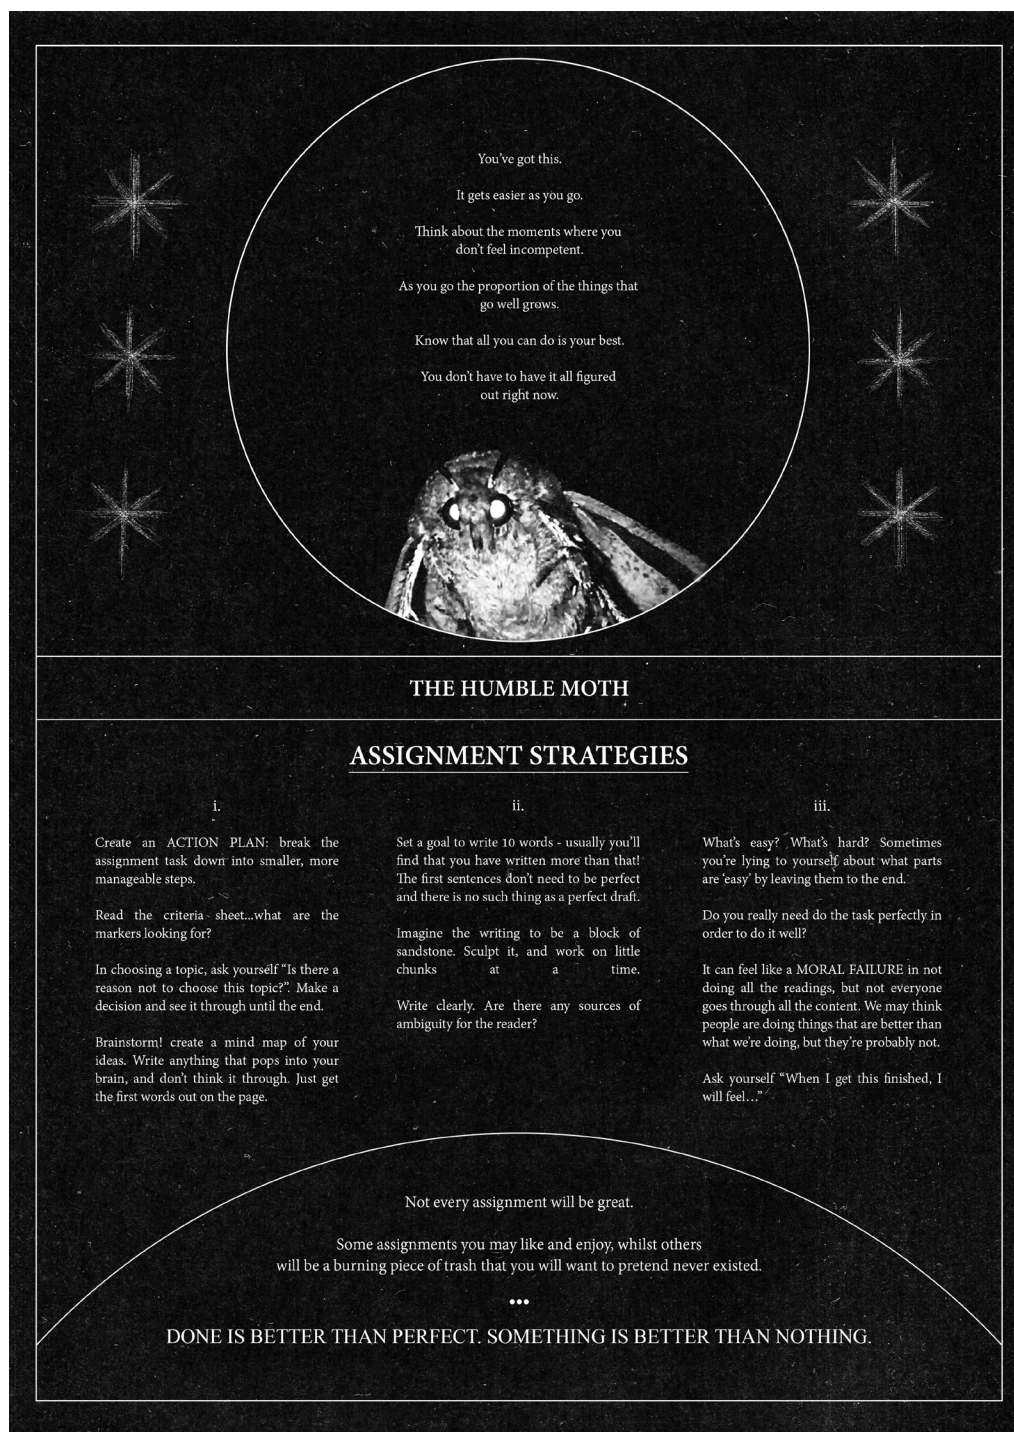 You've got this.
It gets easier as you go.
Think about the moments where you
don't feel incompetent.
As you go the proportion of the things that
go well grows.
Know that all you can do is your best.
You don't have to have it all figured
out right now.
THE HUMBLE MOTH
ASSIGNMENT STRATEGIES
i.
Create an ACTION PLAN: break the
assignment task down into smaller, more
manageable steps.
Read the criteria sheet...what are the
markers looking for?
In choosing a topic, ask yourself “Is there a
reason not to choose this topic?”. Make a
decision and see it through until the end.
Brainstorm! create a mind map of your
ideas. Write anything that pops into your
brain, and don't think it through. Just get
the first words out on the page.
ii.
Set a goal to write 10 words - usually you'll
find that you have written more than that!
The first sentences don't need to be perfect
and there is no such thing as a perfect draft.
Imagine the writing to be a block of
sandstone. Sculpt it, and work on little
chunks at a time.
Write clearly. Are there any sources of
ambiguity for the reader?
iii.
What's easy? What's hard? Sometimes
you're lying to yourself about what parts
are ‘easy’ by leaving them to the end.
Do you really need do the task perfectly in
order to do it well?
It can feel like a MORAL FAILURE in not
doing all the readings, but not everyone
goes through all the content. We may think
people are doing things that are better than
what we're doing, but they're probably not.
Ask yourself “When I get this finished, I
will feel…”
Not every assignment will be great.
Some assignments you may like and enjoy, whilst others
will be a burning piece of trash that you will want to pretend never existed.
•••
DONE IS BETTER THAN PERFECT. SOMETHING IS BETTER THAN NOTHING.